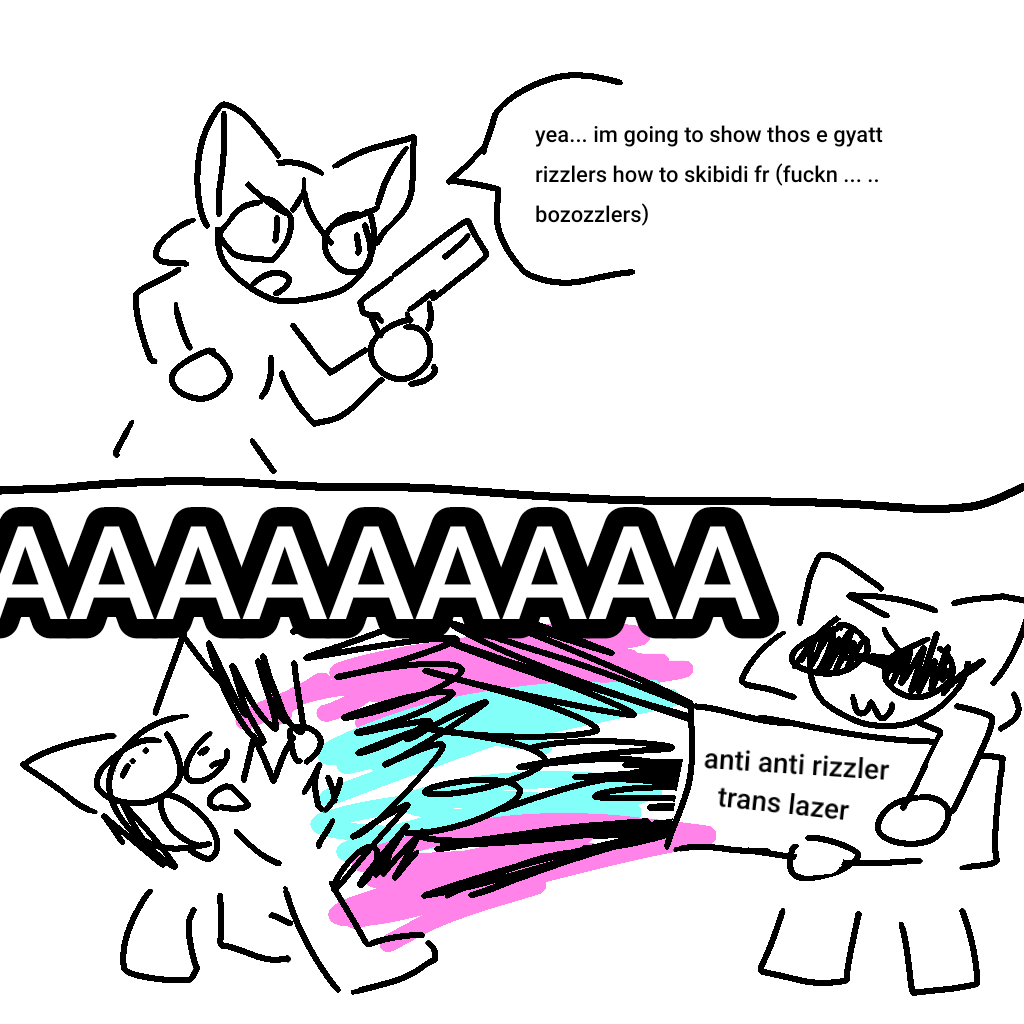 yea... im going to show thos e gyatt
rizzlers how to skibidi fr (fuckn ... ..
bozozzlers)
AAAAAAAAA
anti anti rizzler
trans lazer